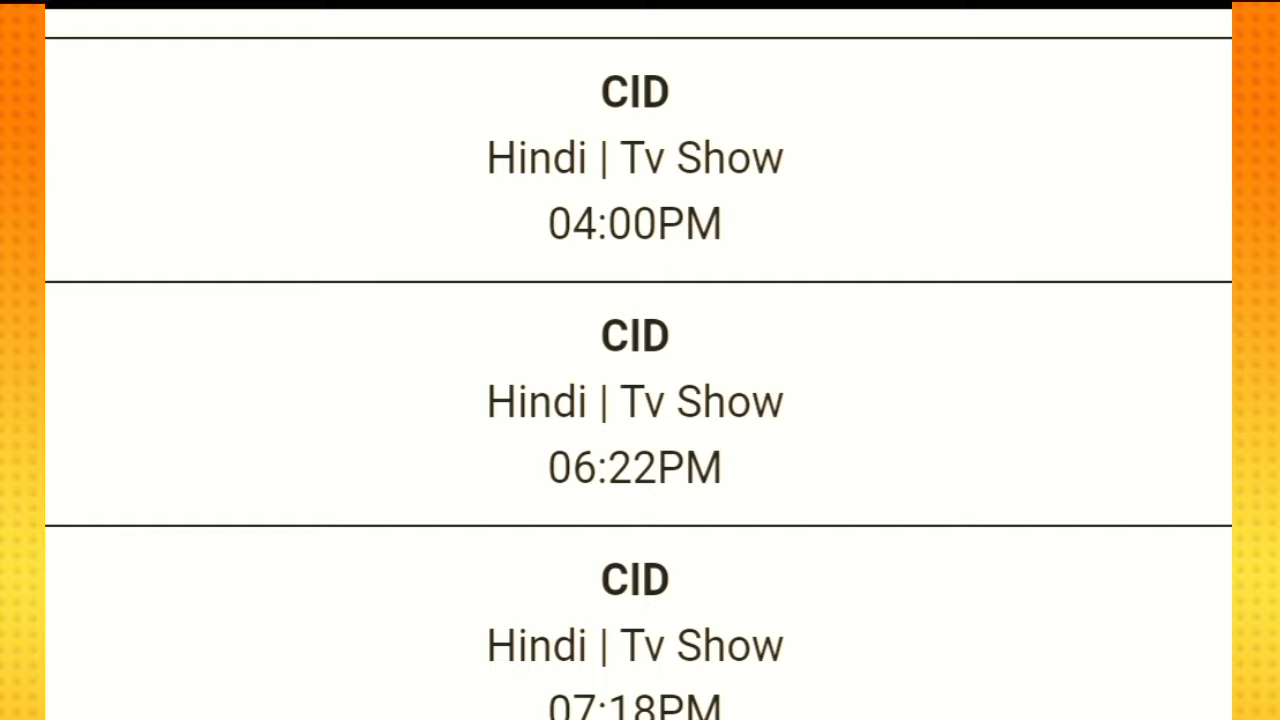 CID
Hindi | Tv Show
04:00PM
CID
Hindi | Tv Show
06:22PM
CID
Hindi | Tv Show
07:18PM